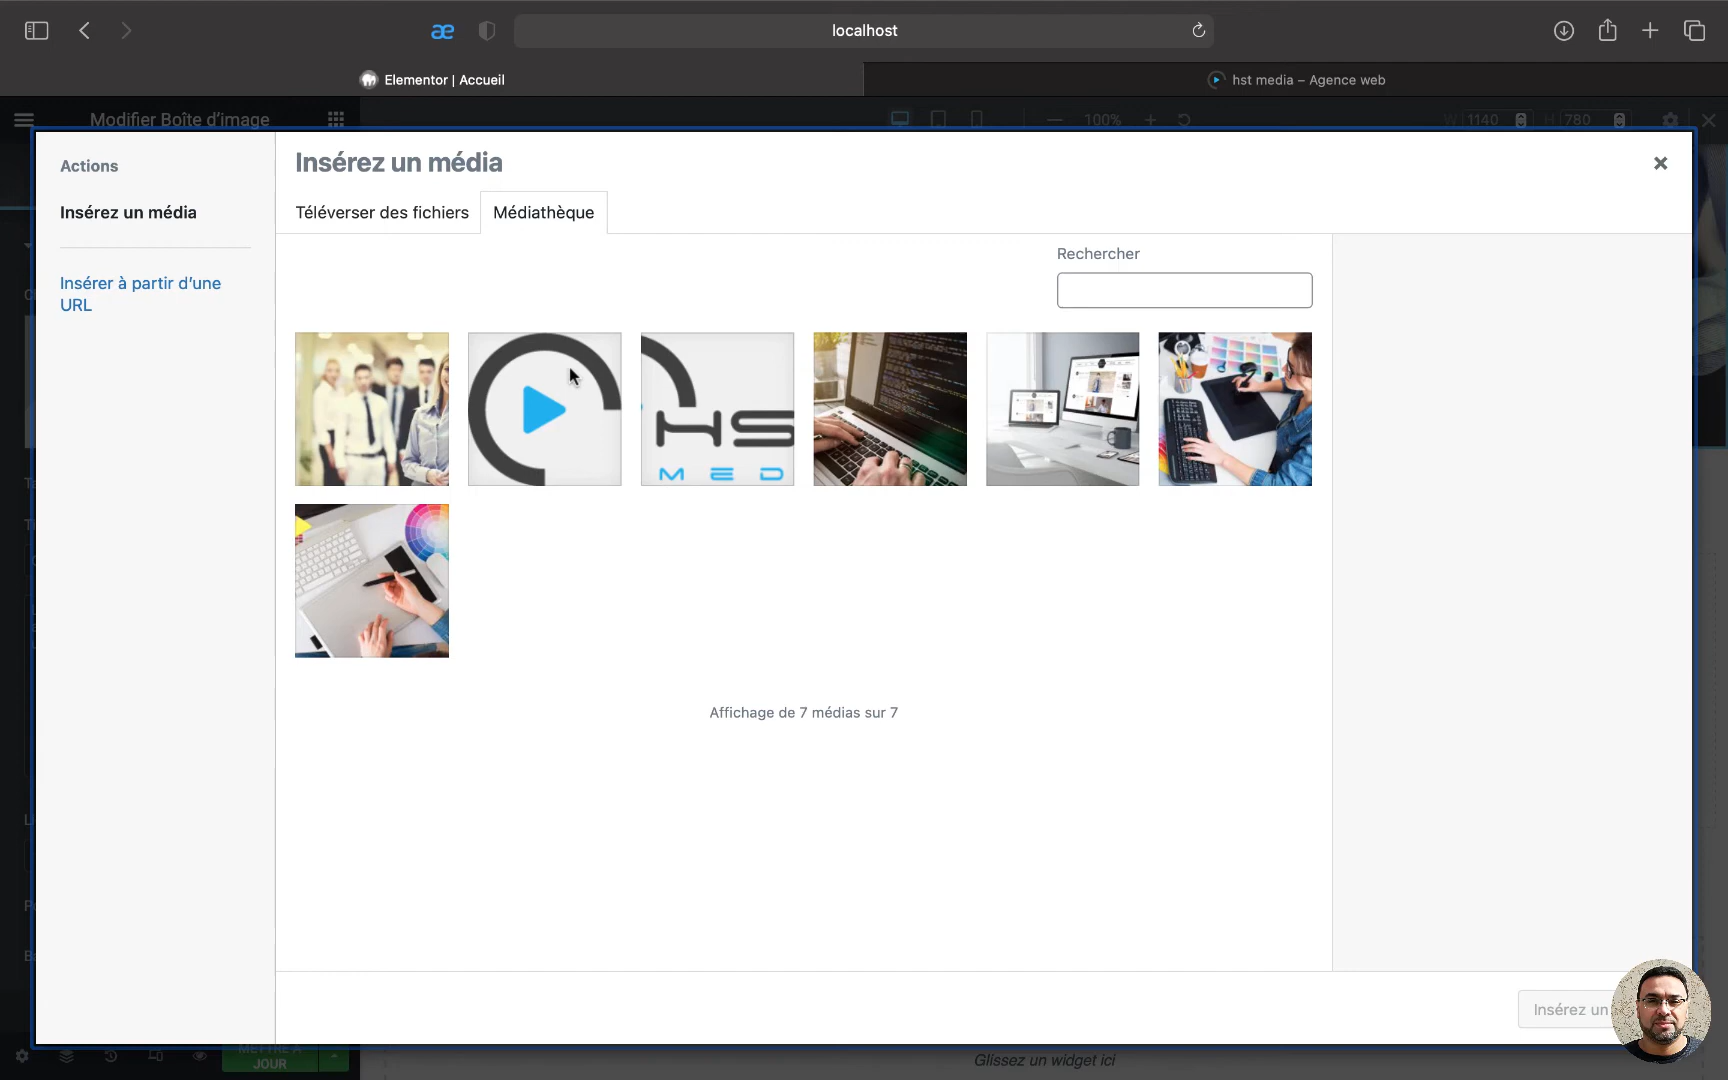 localhost
Elementor | Accueil
hst media – Agence web
Modifier Boîte d'image
100%
W 1140
H 780
Actions
Insérez un média
Insérez un média
Téléverser des fichiers
Médiathèque
Insérer à partir d'une
URL
Rechercher
HS
MED
Affichage de 7 médias sur 7
Insérez un
METTRE À
JOUR
Glissez un widget ici